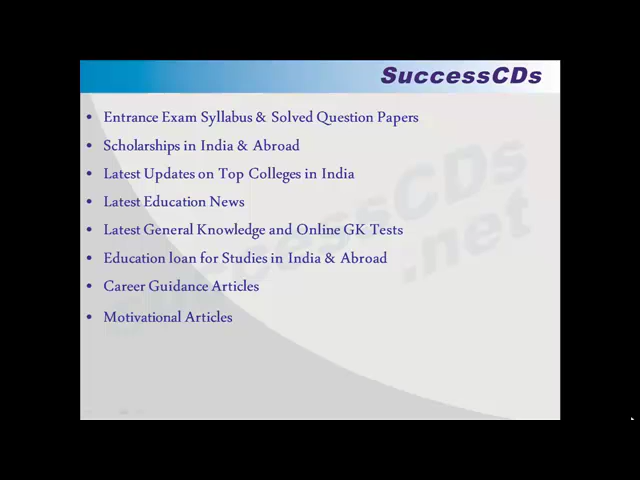 SuccessCDs
• Entrance Exam Syllabus & Solved Question Papers
• Scholarships in India & Abroad
• Latest Updates on Top Colleges in India
• Latest Education News
• Latest General Knowledge and Online GK Tests
• Education loan for Studies in India & Abroad
• Career Guidance Articles
• Motivational Articles
successCDs
.net